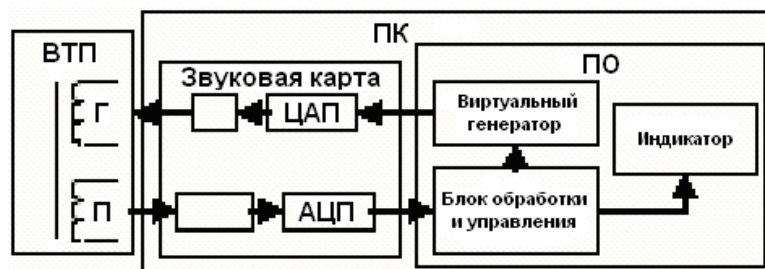 ПК
ВТП
ПО
Звуковая карта
Г
ЦАП
Виртуальный
генератор
Индикатор
П
АЦП
Блок обработки
и управления